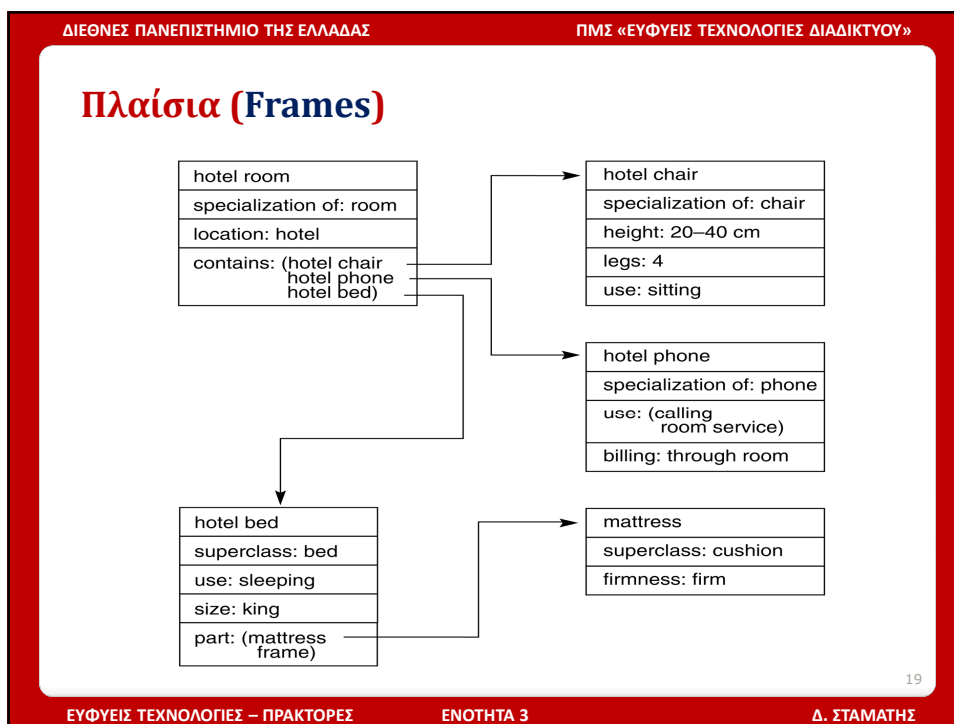 ΔΙΕΘΝΕΣ ΠΑΝΕΠΙΣΤΗΜΙΟ ΤΗΣ ΕΛΛΑΔΑΣ
ΠΜΣ «ΕΥΦΥΕΙΣ ΤΕΧΝΟΛΟΓΙΕΣ ΔΙΑΔΙΚΤΥΟΥ»
Πλαίσια (Frames)
hotel room
specialization of: room
location: hotel
contains: (hotel chair
hotel phone
hotel bed)
hotel chair
specialization of: chair
height: 20–40 cm
legs: 4
use: sitting
hotel phone
specialization of: phone
use: (calling
room service)
billing: through room
hotel bed
superclass: bed
use: sleeping
size: king
part: (mattress
frame)
mattress
superclass: cushion
firmness: firm
19
ΕΥΦΥΕΙΣ ΤΕΧΝΟΛΟΓΙΕΣ – ΠΡΑΚΤΟΡΕΣ
ΕΝΟΤΗΤΑ 3
Δ. ΣΤΑΜΑΤΗΣ